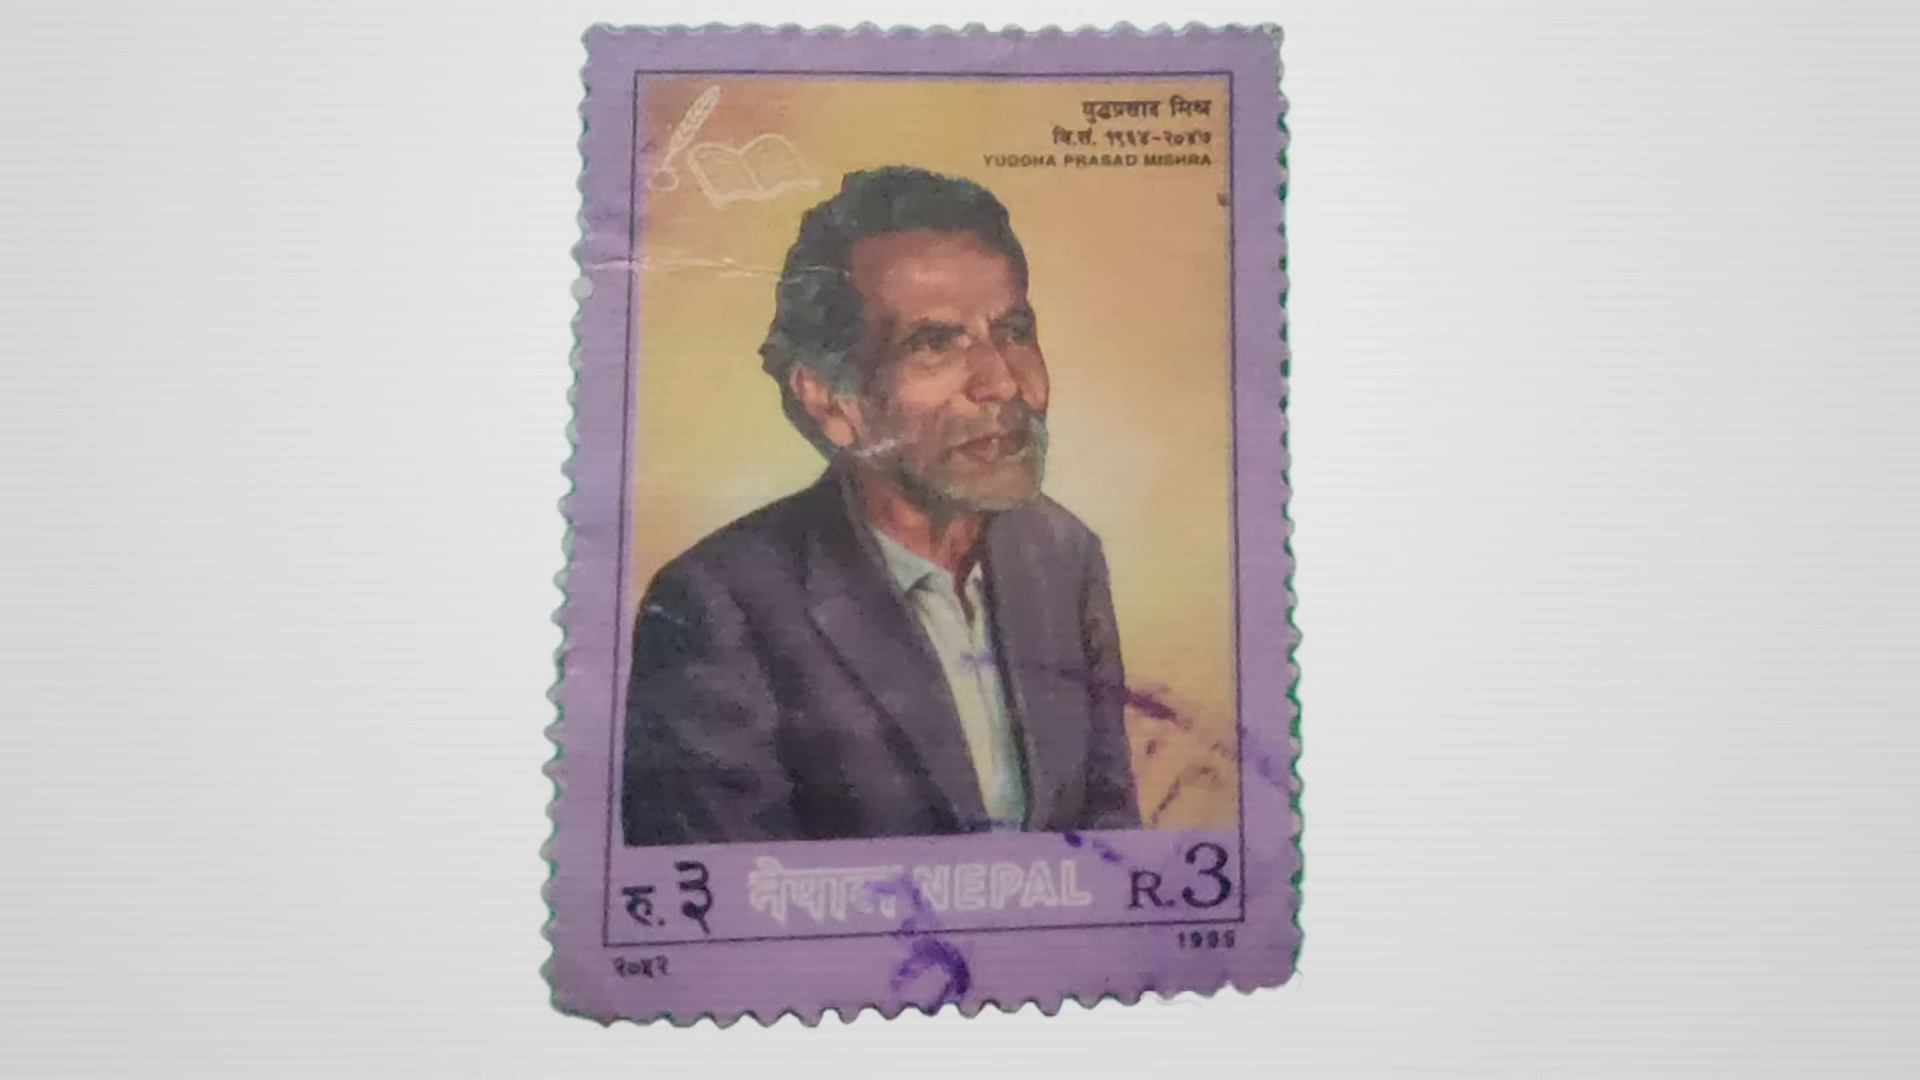 युद्धप्रसाद मिश्र
वि.सं. १९६४-२०४७
YUDDHA PRASAD MISHRA
रु. ३ नेपाल NEPAL R. 3
1995
२०५२